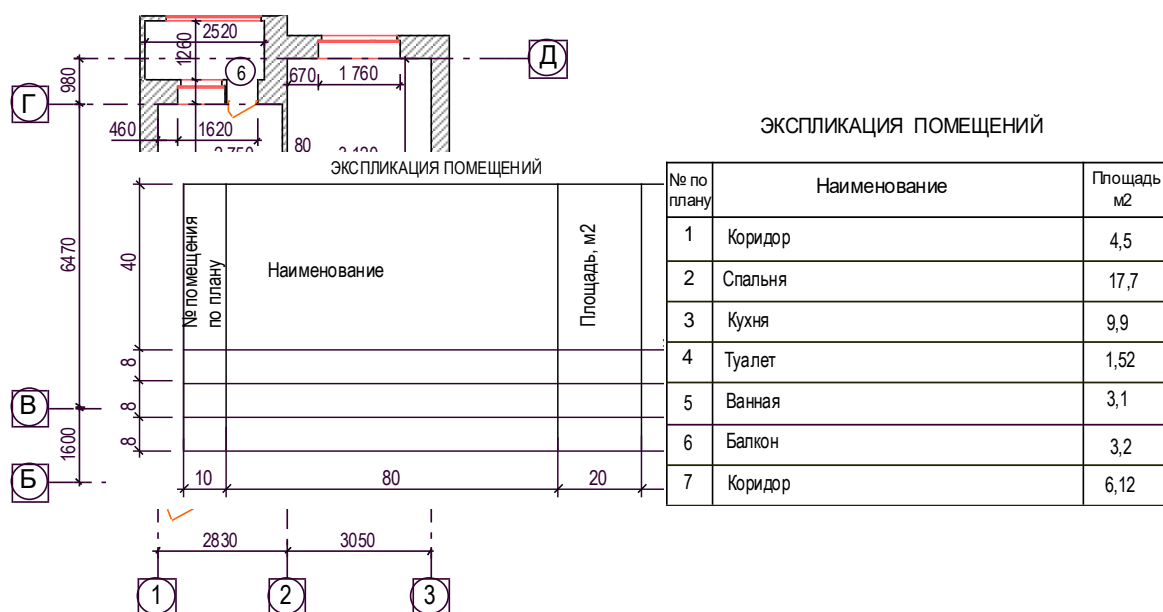 2520
1260
6
Д
980
670
1 760
Г
460
1620
80
ЭКСПЛИКАЦИЯ ПОМЕЩЕНИЙ
№ помещения
по плану
Наименование
Площадь, м2
6470
40
8
8
8
В
1600
Б
10
80
20
2830
3050
1
2
3
ЭКСПЛИКАЦИЯ ПОМЕЩЕНИЙ
№ по
плану
Наименование
Площадь
м2
1 Коридор 4,5
2 Спальня 17,7
3 Кухня 9,9
4 Туалет 1,52
5 Ванная 3,1
6 Балкон 3,2
7 Коридор 6,12